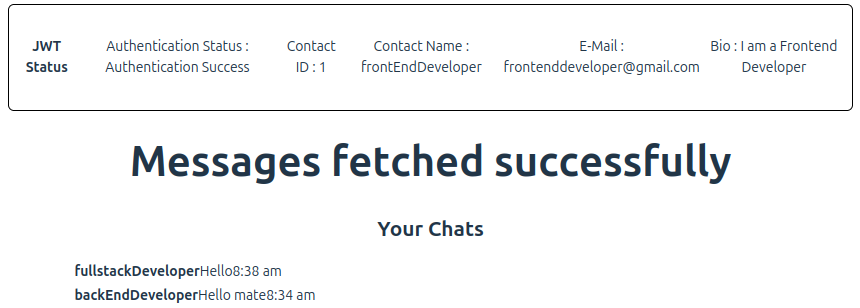 JWT Status
Authentication Status :
Authentication Success
Contact
ID : 1
Contact Name :
frontEndDeveloper
E-Mail :
frontenddeveloper@gmail.com
Bio : I am a Frontend
Developer
Messages fetched successfully
Your Chats
fullstackDeveloperHello8:38 am
backEndDeveloperHello mate8:34 am